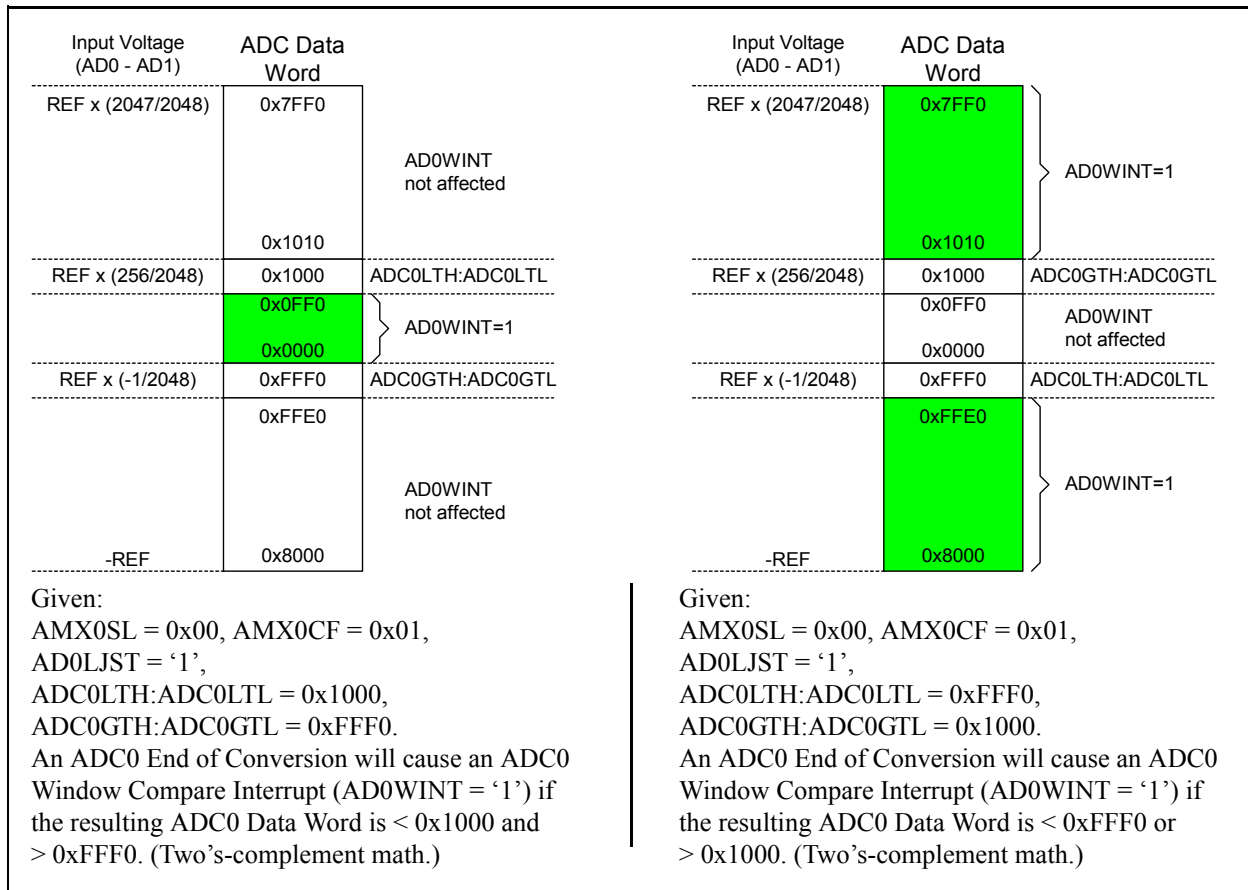 Input Voltage
(AD0 - AD1)
ADC Data
Word
REF x (2047/2048)
0x7FF0
AD0WINT
not affected
0x1010
REF x (256/2048)
0x1000
ADC0LTH:ADC0LTL
0x0FF0
AD0WINT=1
0x0000
REF x (-1/2048)
0xFFF0
ADC0GTH:ADC0GTL
0xFFE0
AD0WINT
not affected
-REF
0x8000
Given:
AMX0SL = 0x00, AMX0CF = 0x01,
AD0LJST = ‘1’,
ADC0LTH:ADC0LTL = 0x1000,
ADC0GTH:ADC0GTL = 0xFFF0.
An ADC0 End of Conversion will cause an ADC0
Window Compare Interrupt (AD0WINT = ‘1’) if
the resulting ADC0 Data Word is < 0x1000 and
> 0xFFF0. (Two’s-complement math.)
Input Voltage
(AD0 - AD1)
ADC Data
Word
REF x (2047/2048)
0x7FF0
AD0WINT=1
0x1010
REF x (256/2048)
0x1000
ADC0GTH:ADC0GTL
0x0FF0
AD0WINT
not affected
0x0000
REF x (-1/2048)
0xFFF0
ADC0LTH:ADC0LTL
0xFFE0
AD0WINT=1
-REF
0x8000
Given:
AMX0SL = 0x00, AMX0CF = 0x01,
AD0LJST = ‘1’,
ADC0LTH:ADC0LTL = 0xFFF0,
ADC0GTH:ADC0GTL = 0x1000.
An ADC0 End of Conversion will cause an ADC0
Window Compare Interrupt (AD0WINT = ‘1’) if
the resulting ADC0 Data Word is < 0xFFF0 or
> 0x1000. (Two’s-complement math.)